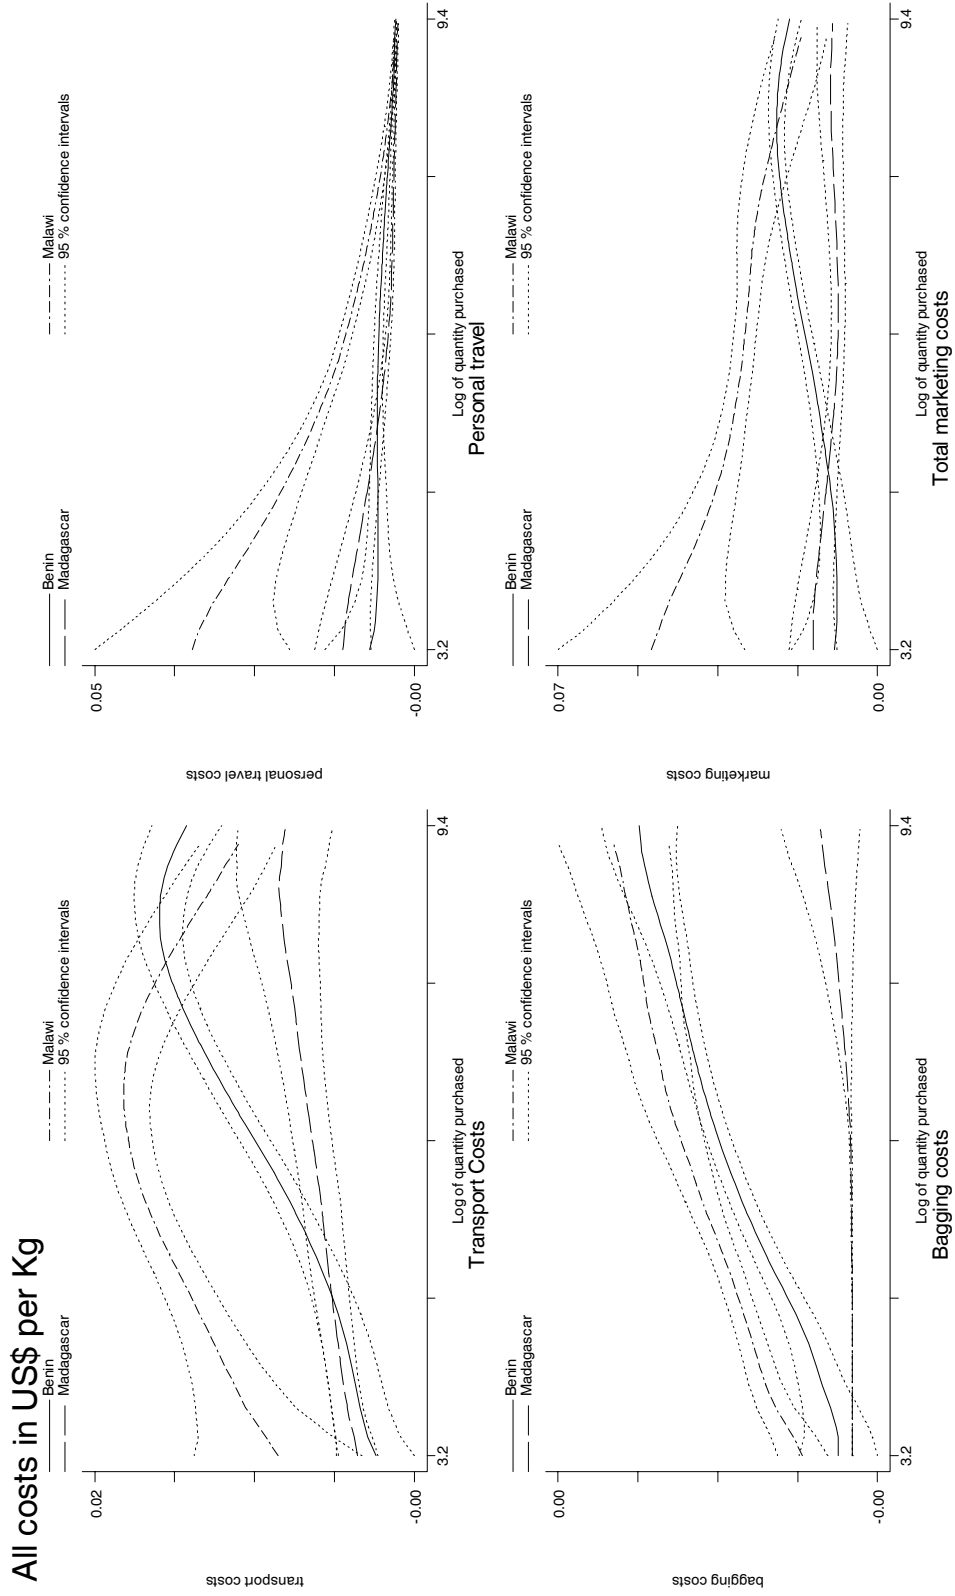 All costs in US$ per Kg
Benin
Madagascar
Malawi
95 % confidence intervals
transport costs
0.02
-0.00
3.2
9.4
Log of quantity purchased
Transport Costs
Benin
Madagascar
Malawi
95 % confidence intervals
personal travel costs
0.05
-0.00
3.2
9.4
Log of quantity purchased
Personal travel
Benin
Madagascar
Malawi
95 % confidence intervals
bagging costs
0.00
-0.00
3.2
9.4
Log of quantity purchased
Bagging costs
Benin
Madagascar
Malawi
95 % confidence intervals
marketing costs
0.07
0.00
3.2
9.4
Log of quantity purchased
Total marketing costs